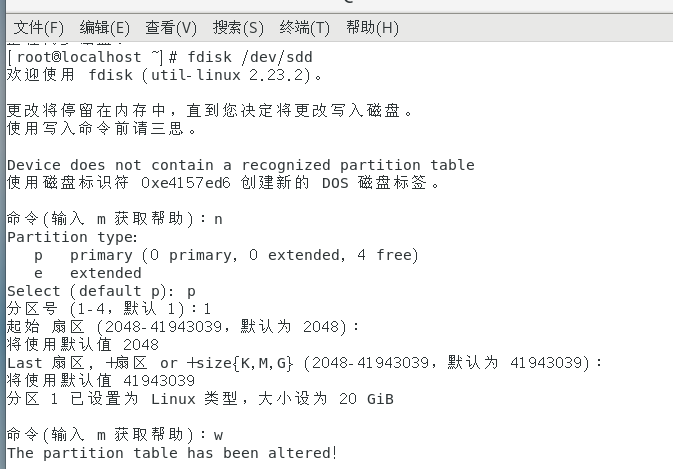 文件(F) 编辑(E) 查看(V) 搜索(S) 终端(T) 帮助(H)
[root@localhost ~]# fdisk /dev/sdd
欢迎使用 fdisk (util-linux 2.23.2)。
更改将停留在内存中，直到您决定将更改写入磁盘。
使用写入命令前请三思。
Device does not contain a recognized partition table
使用磁盘标识符 0xe4157ed6 创建新的 DOS 磁盘标签。
命令(输入 m 获取帮助)：n
Partition type:
p primary (0 primary, 0 extended, 4 free)
e extended
Select (default p): p
分区号 (1-4，默认 1)：1
起始 扇区 (2048-41943039，默认为 2048)：
将使用默认值 2048
Last 扇区, +扇区 or +size{K,M,G} (2048-41943039，默认为 41943039)：
将使用默认值 41943039
分区 1 已设置为 Linux 类型，大小设为 20 GiB
命令(输入 m 获取帮助)：w
The partition table has been altered!